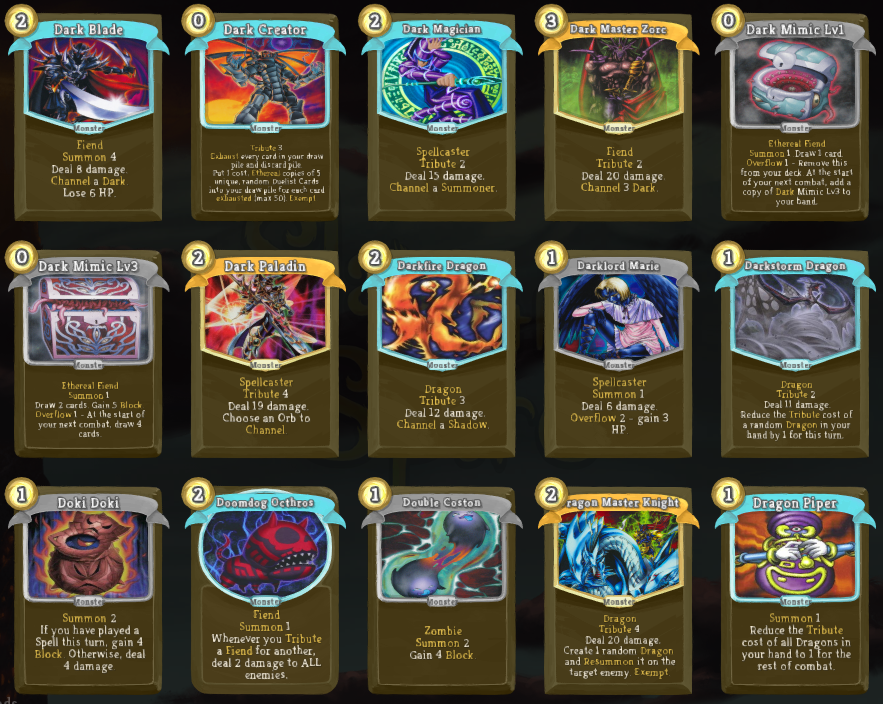 2
Dark Blade
Monster
Fiend
Summon 4
Deal 8 damage.
Channel a Dark.
Lose 6 HP.
0
Dark Creator
Monster
Tribute 3
Exhaust every card in your draw
pile and discard pile.
Put 1 cost, Ethereal copies of 5
unique, random Duelist Cards
into your draw pile for each card
exhausted (max 50). Exempt
2
Dark Magician
Monster
Spellcaster
Tribute 2
Deal 15 damage.
Channel a Summoner.
3
Dark Master Zorc
Monster
Fiend
Tribute 2
Deal 20 damage.
Channel 3 Dark.
0
Dark Mimic Lv1
Monster
Ethereal Fiend
Summon 1 Draw 1 card.
Overflow 1 - Remove this
from your deck. At the start
of your next combat, add a
copy of Dark Mimic Lv3 to
your hand.
0
Dark Mimic Lv3
Monster
Ethereal Fiend
Summon 1
Draw 2 cards. Gain 5 Block.
Overflow 1 - At the start of
your next combat, draw 4
cards.
2
Dark Paladin
Monster
Spellcaster
Tribute 4
Deal 19 damage.
Choose an Orb to
Channel.
2
Darkfire Dragon
Monster
Dragon
Tribute 3
Deal 12 damage.
Channel a Shadow.
1
Darklord Marie
Monster
Spellcaster
Summon 1
Deal 6 damage.
Overflow 2 - gain 3
HP
1
Darkstorm Dragon
Monster
Dragon
Tribute 2
Deal 11 damage.
Reduce the Tribute cost of
a random Dragon in your
hand by 1 for this turn.
1
Doki Doki
Monster
Summon 2
If you have played a
Spell this turn, gain 4
Block. Otherwise, deal
4 damage.
2
Doomdog Octhros
Monster
Fiend
Summon 1
Whenever you Tribute
a Fiend for another,
deal 2 damage to ALL
enemies.
1
Double Coston
Monster
Zombie
Summon 2
Gain 4 Block
2
ragon Master Knight
Monster
Dragon
Tribute 4
Deal 20 damage.
Create 1 random Dragon
and Resummon it on the
target enemy. Exempt
1
Dragon Piper
Monster
Summon 1
Reduce the Tribute
cost of all Dragons in
your hand to 1 for the
rest of combat.